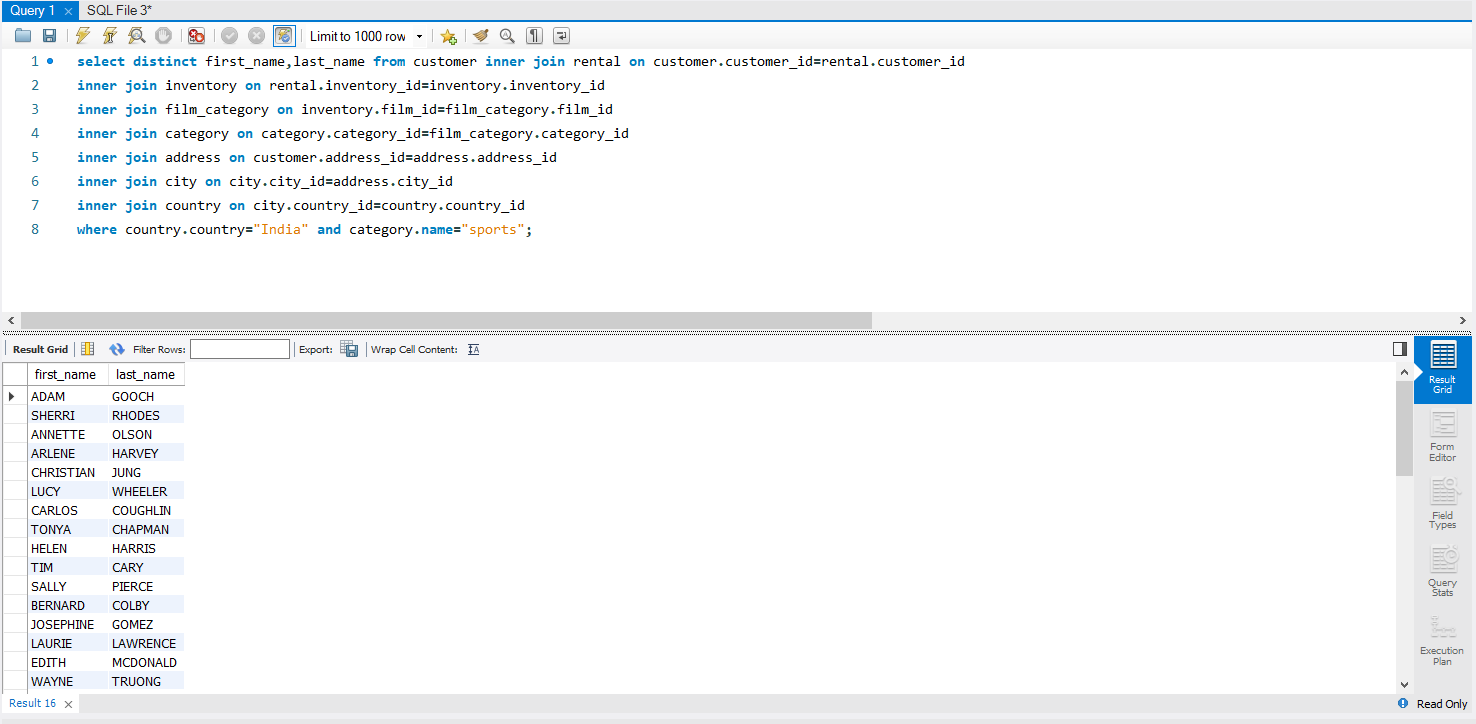 Query 1
SQL File 3*
Limit to 1000 row
1 select distinct first_name,last_name from customer inner join rental on customer.customer_id=rental.customer_id
2 inner join inventory on rental.inventory_id=inventory.inventory_id
3 inner join film_category on inventory.film_id=film_category.film_id
4 inner join category on category.category_id=film_category.category_id
5 inner join address on customer.address_id=address.address_id
6 inner join city on city.city_id=address.city_id
7 inner join country on city.country_id=country.country_id
8 where country.country="India" and category.name="sports";
Result Grid Filter Rows: Export: Wrap Cell Content: IA
first_name last_name
ADAM GOOCH
SHERRI RHODES
ANNETTE OLSON
ARLENE HARVEY
CHRISTIAN JUNG
LUCY WHEELER
CARLOS COUGHLIN
TONYA CHAPMAN
HELEN HARRIS
TIM CARY
SALLY PIERCE
BERNARD COLBY
JOSEPHINE GOMEZ
LAURIE LAWRENCE
EDITH MCDONALD
WAYNE TRUONG
Result
Grid
Form
Editor
Field
Types
Query
Stats
Execution
Plan
Result 16
Read Only